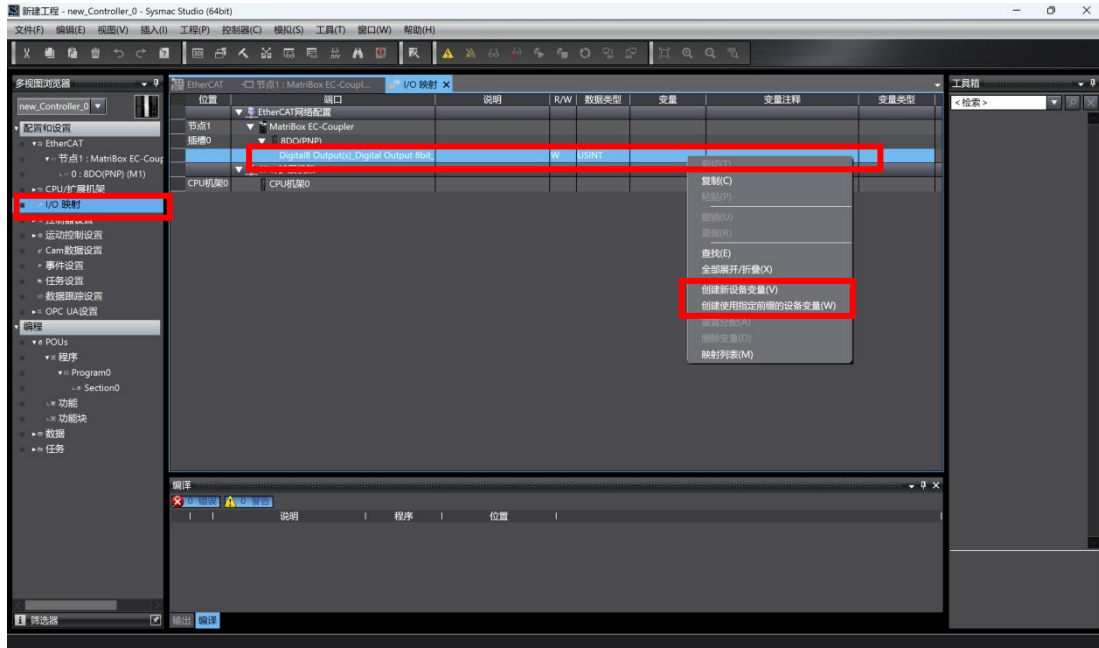 新建工程 - new_Controller_0 - Sysmac Studio (64bit)
文件(F) 编辑(E) 视图(V) 插入(I) 工程(P) 控制器(C) 模拟(S) 工具(T) 窗口(W) 帮助(H)
多视图浏览器
EtherCAT 节点1 : MatriBox EC-Coupl... I/O 映射
工具箱
new_Controller_0
位置 端口 说明 R/W 数据类型 变量 变量注释 变量类型
<检索>
配置和设置
EtherCAT网络配置
EtherCAT
节点1 MatriBox EC-Coupler
节点1 : MatriBox EC-Coup
插槽0 8DO(PNP)
0 : 8DO(PNP) (M1)
Digital8 Output(s)_Digital Output 8bit_ W USINT
CPU/扩展机架
CPU机架0 CPU机架0
I/O 映射
运动控制设置
Cam数据设置
事件设置
任务设置
数据跟踪设置
OPC UA设置
编程
POUs
程序
Program0
Section0
功能
功能块
数据
任务
剪切(T)
复制(C)
粘贴(P)
撤销(U)
重做(R)
查找(E)
全部展开/折叠(X)
创建新设备变量(V)
创建使用指定前缀的设备变量(W)
重置分配(A)
删除变量(D)
映射列表(M)
编译
0 错误 0 警告
说明 程序 位置
筛选器
输出 编译